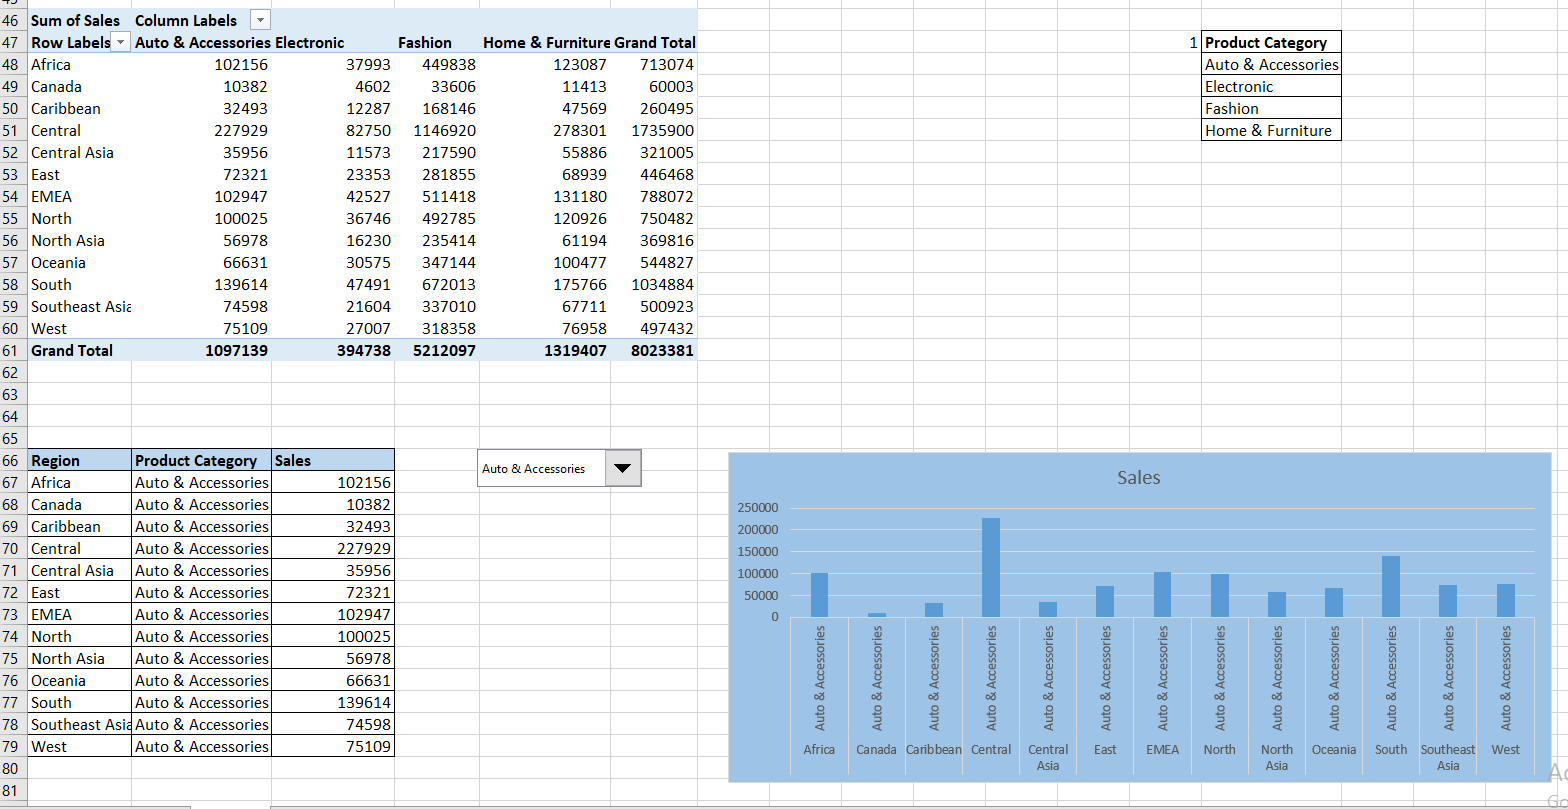 46 Sum of Sales Column Labels
47 Row Labels Auto & Accessories Electronic Fashion Home & Furniture Grand Total 1 Product Category
48 Africa 102156 37993 449838 123087 713074 Auto & Accessories
49 Canada 10382 4602 33606 11413 60003 Electronic
50 Caribbean 32493 12287 168146 47569 260495 Fashion
51 Central 227929 82750 1146920 278301 1735900 Home & Furniture
52 Central Asia 35956 11573 217590 55886 321005
53 East 72321 23353 281855 68939 446468
54 EMEA 102947 42527 511418 131180 788072
55 North 100025 36746 492785 120926 750482
56 North Asia 56978 16230 235414 61194 369816
57 Oceania 66631 30575 347144 100477 544827
58 South 139614 47491 672013 175766 1034884
59 Southeast Asia 74598 21604 337010 67711 500923
60 West 75109 27007 318358 76958 497432
61 Grand Total 1097139 394738 5212097 1319407 8023381
62
63
64
65
66 Region Product Category Sales
67 Africa Auto & Accessories 102156
68 Canada Auto & Accessories 10382
69 Caribbean Auto & Accessories 32493
70 Central Auto & Accessories 227929
71 Central Asia Auto & Accessories 35956
72 East Auto & Accessories 72321
73 EMEA Auto & Accessories 102947
74 North Auto & Accessories 100025
75 North Asia Auto & Accessories 56978
76 Oceania Auto & Accessories 66631
77 South Auto & Accessories 139614
78 Southeast Asia Auto & Accessories 74598
79 West Auto & Accessories 75109
80
81
Auto & Accessories
Sales
250000
200000
150000
100000
50000
0
Auto & Accessories Auto & Accessories Auto & Accessories Auto & Accessories Auto & Accessories Auto & Accessories Auto & Accessories Auto & Accessories Auto & Accessories Auto & Accessories Auto & Accessories Auto & Accessories Auto & Accessories
Africa Canada Caribbean Central Central Asia East EMEA North North Asia Oceania South Southeast Asia West